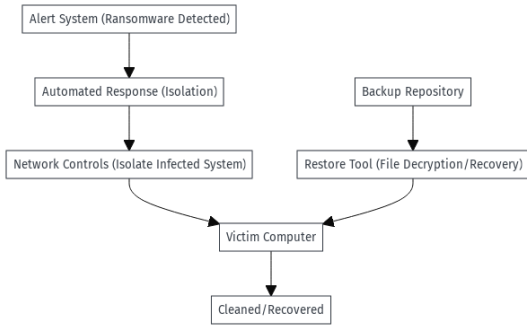 Alert System (Ransomware Detected)
Automated Response (Isolation)
Backup Repository
Network Controls (Isolate Infected System)
Restore Tool (File Decryption/Recovery)
Victim Computer
Cleaned/Recovered